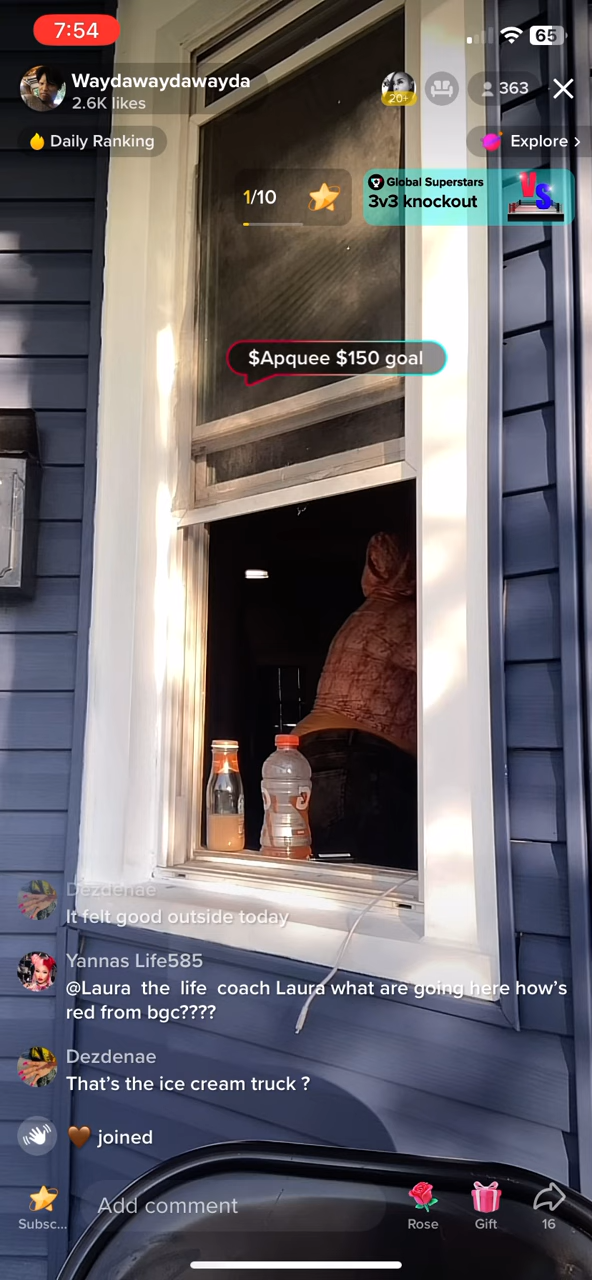 7:54
65
Waydawaydawayda
2.6K likes
20+
363
Daily Ranking
Explore >
1/10
Global Superstars
3v3 knockout
VS
$Apquee $150 goal
Dezdenae
It felt good outside today
Yannas Life585
@Laura the life coach Laura what are going here how's
red from bgc????
Dezdenae
That's the ice cream truck ?
joined
Add comment
Subsc...
Rose
Gift
16